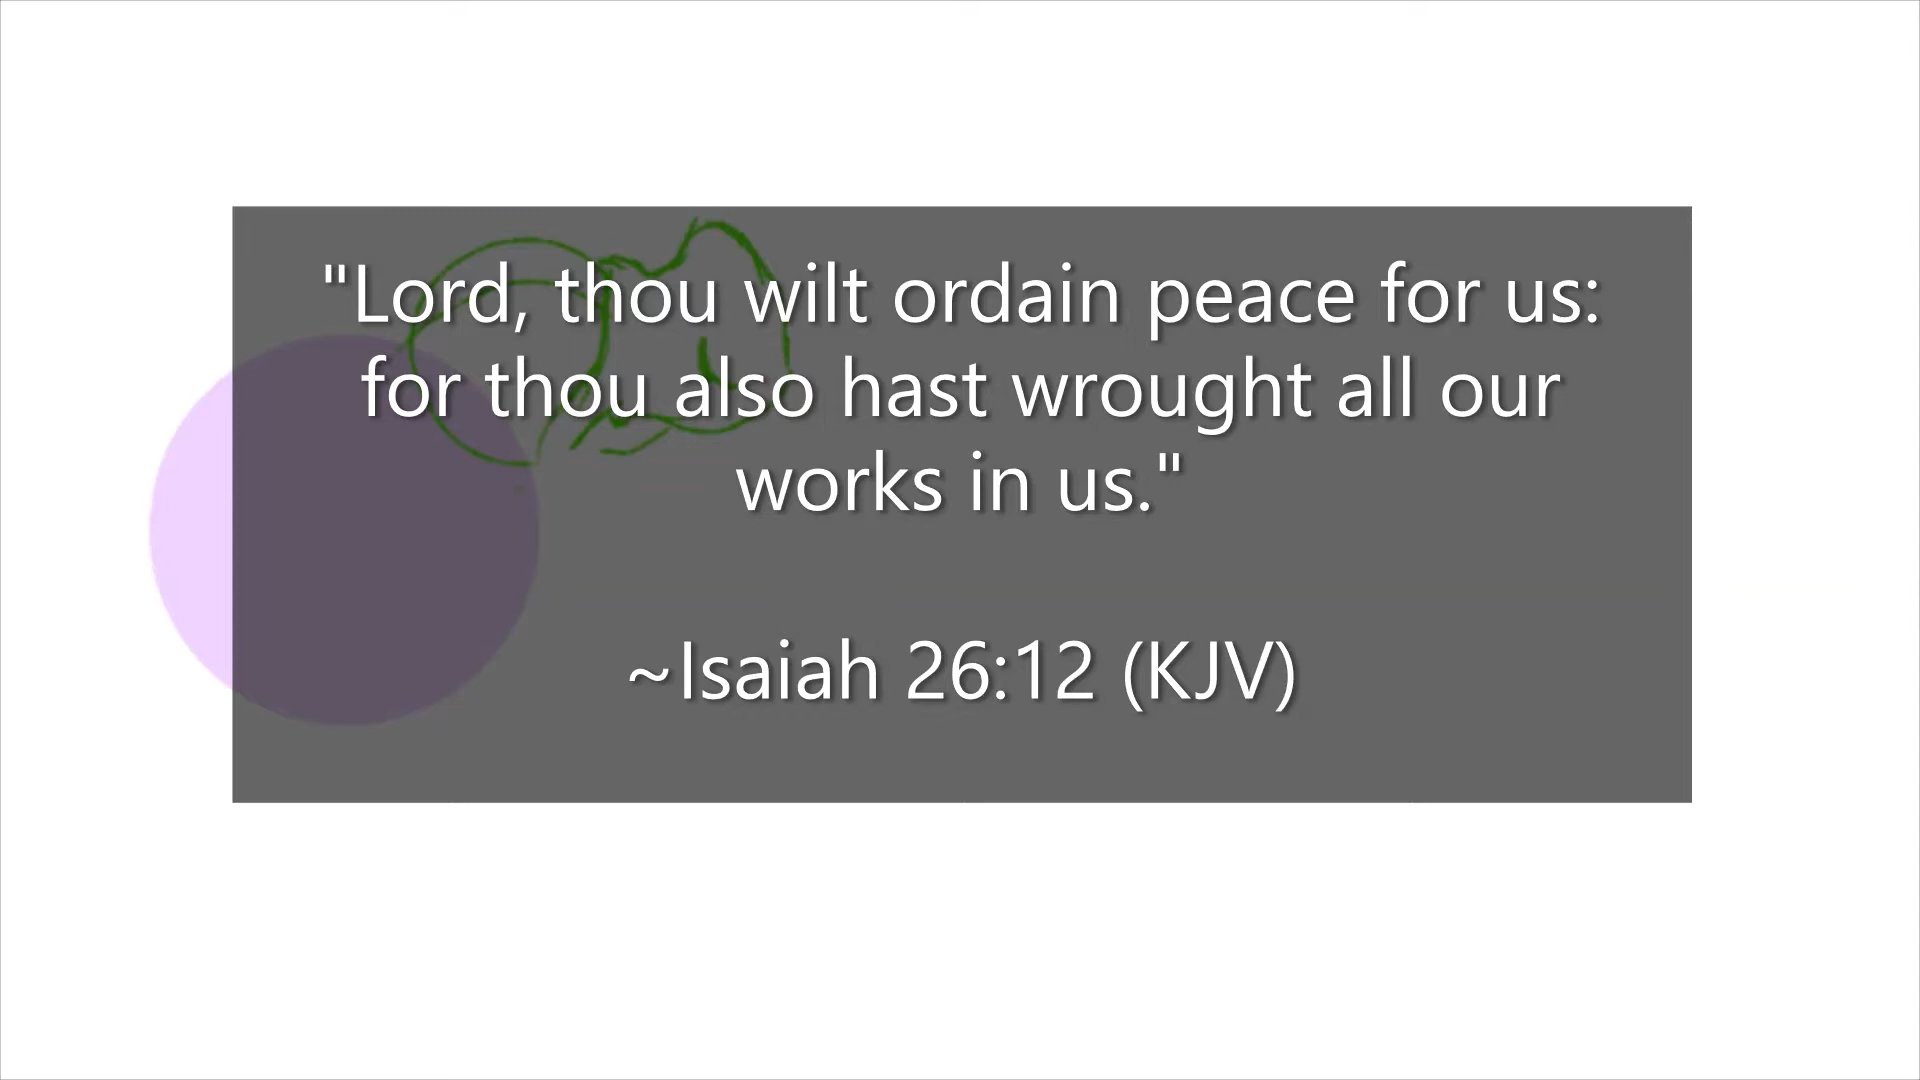 "Lord, thou wilt ordain peace for us:
for thou also hast wrought all our
works in us."
~Isaiah 26:12 (KJV)